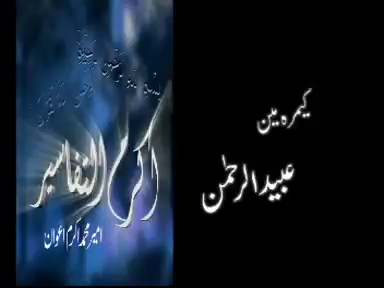 اکرم التفاسیر
امیر محمد اکرم اعوان
کیمرہ مین
عبیدالرحمٰن